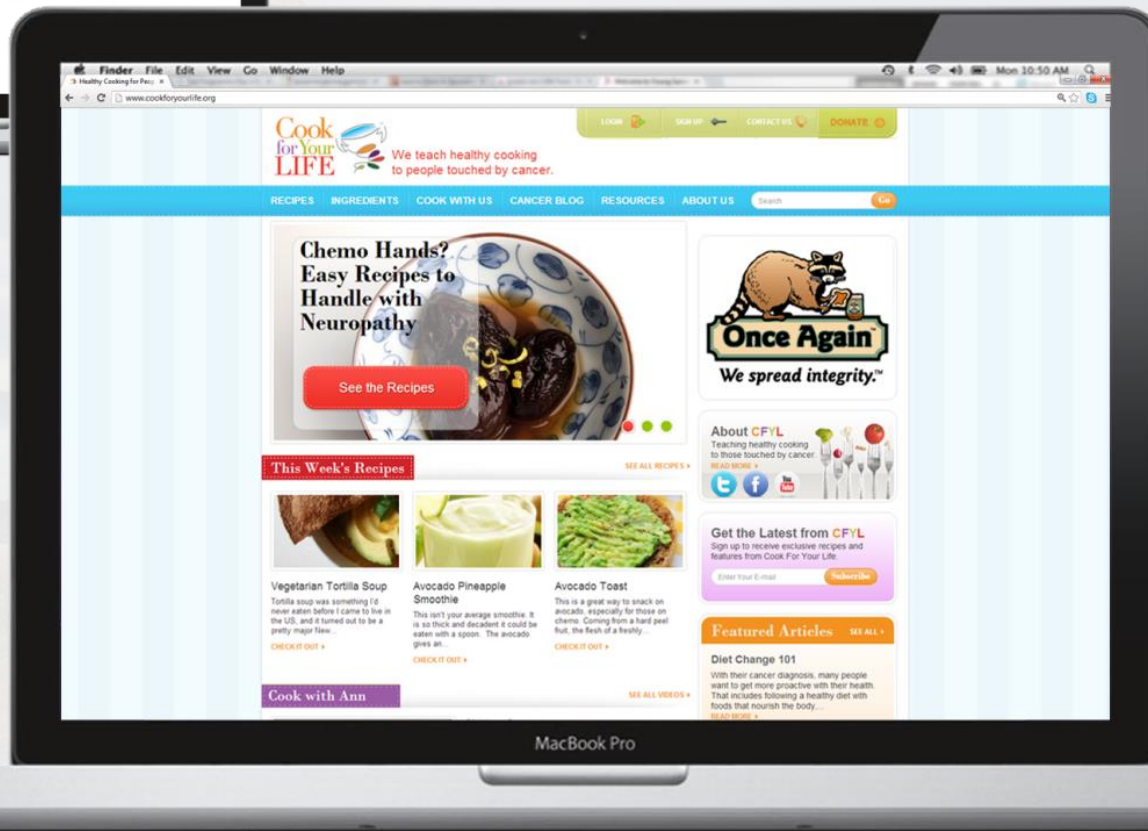 Finder File Edit View Go Window Help
Mon 10:50 AM
Healthy Cooking for Peop
www.cookforyourlife.org
Cook
for Your
LIFE
We teach healthy cooking
to people touched by cancer.
LOGIN
SIGN UP
CONTACT US
DONATE
RECIPES INGREDIENTS COOK WITH US CANCER BLOG RESOURCES ABOUT US
Search
Go
Chemo Hands?
Easy Recipes to
Handle with
Neuropathy
See the Recipes
Once Again
We spread integrity.™
About CFYL
Teaching healthy cooking
to those touched by cancer.
READ MORE
You
Tube
Get the Latest from CFYL
Sign up to receive exclusive recipes and
features from Cook For Your Life.
Enter Your E-mail
Subscribe
This Week's Recipes
SEE ALL RECIPES
Vegetarian Tortilla Soup
Tortilla soup was something I'd
never eaten before I came to live in
the US, and it turned out to be a
pretty major New...
CHECK IT OUT
Avocado Pineapple
Smoothie
This isn't your average smoothie. It
is so thick and decadent it could be
eaten with a spoon. The avocado
gives an...
CHECK IT OUT
Avocado Toast
This is a great way to snack on
avocado, especially for those on
chemo. Coming from a hard peel
fruit, the flesh of a freshly...
CHECK IT OUT
Featured Articles
SEE ALL
Diet Change 101
With their cancer diagnosis, many people
want to get more proactive with their health.
That includes following a healthy diet with
foods that nourish the body,...
READ MORE
Cook with Ann
SEE ALL VIDEOS
MacBook Pro